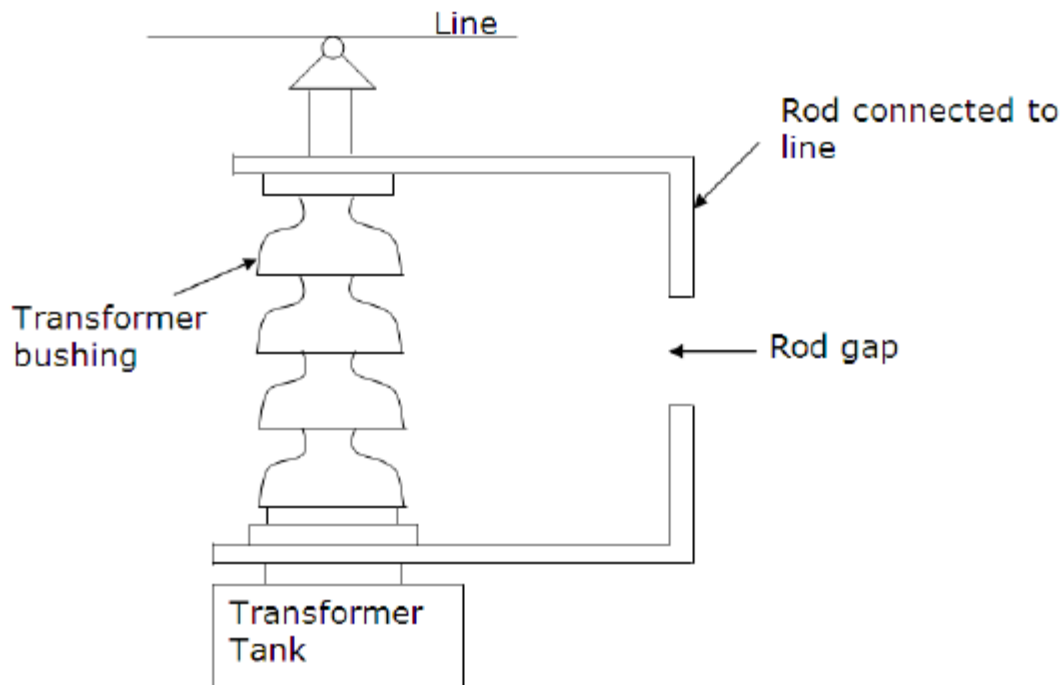 Line
Rod connected to
line
Transformer
bushing
Rod gap
Transformer
Tank